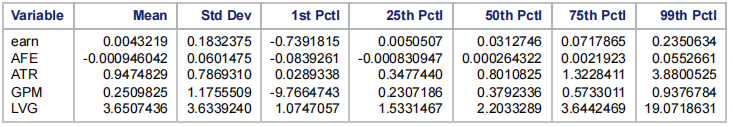 Variable Mean Std Dev 1st Pctl 25th Pctl 50th Pctl 75th Pctl 99th Pctl
earn 0.0043219 0.1832375 -0.7391815 0.0050507 0.0312746 0.0717865 0.2350634
AFE -0.000946042 0.0601475 -0.0839261 -0.000830947 0.000264322 0.0021923 0.0552661
ATR 0.9474829 0.7869310 0.0289338 0.3477440 0.8010825 1.3228411 3.8800525
GPM 0.2509825 1.1755509 -9.7664743 0.2307186 0.3792336 0.5733011 0.9376784
LVG 3.6507436 3.6339240 1.0747057 1.5331467 2.2033289 3.6442469 19.0718631